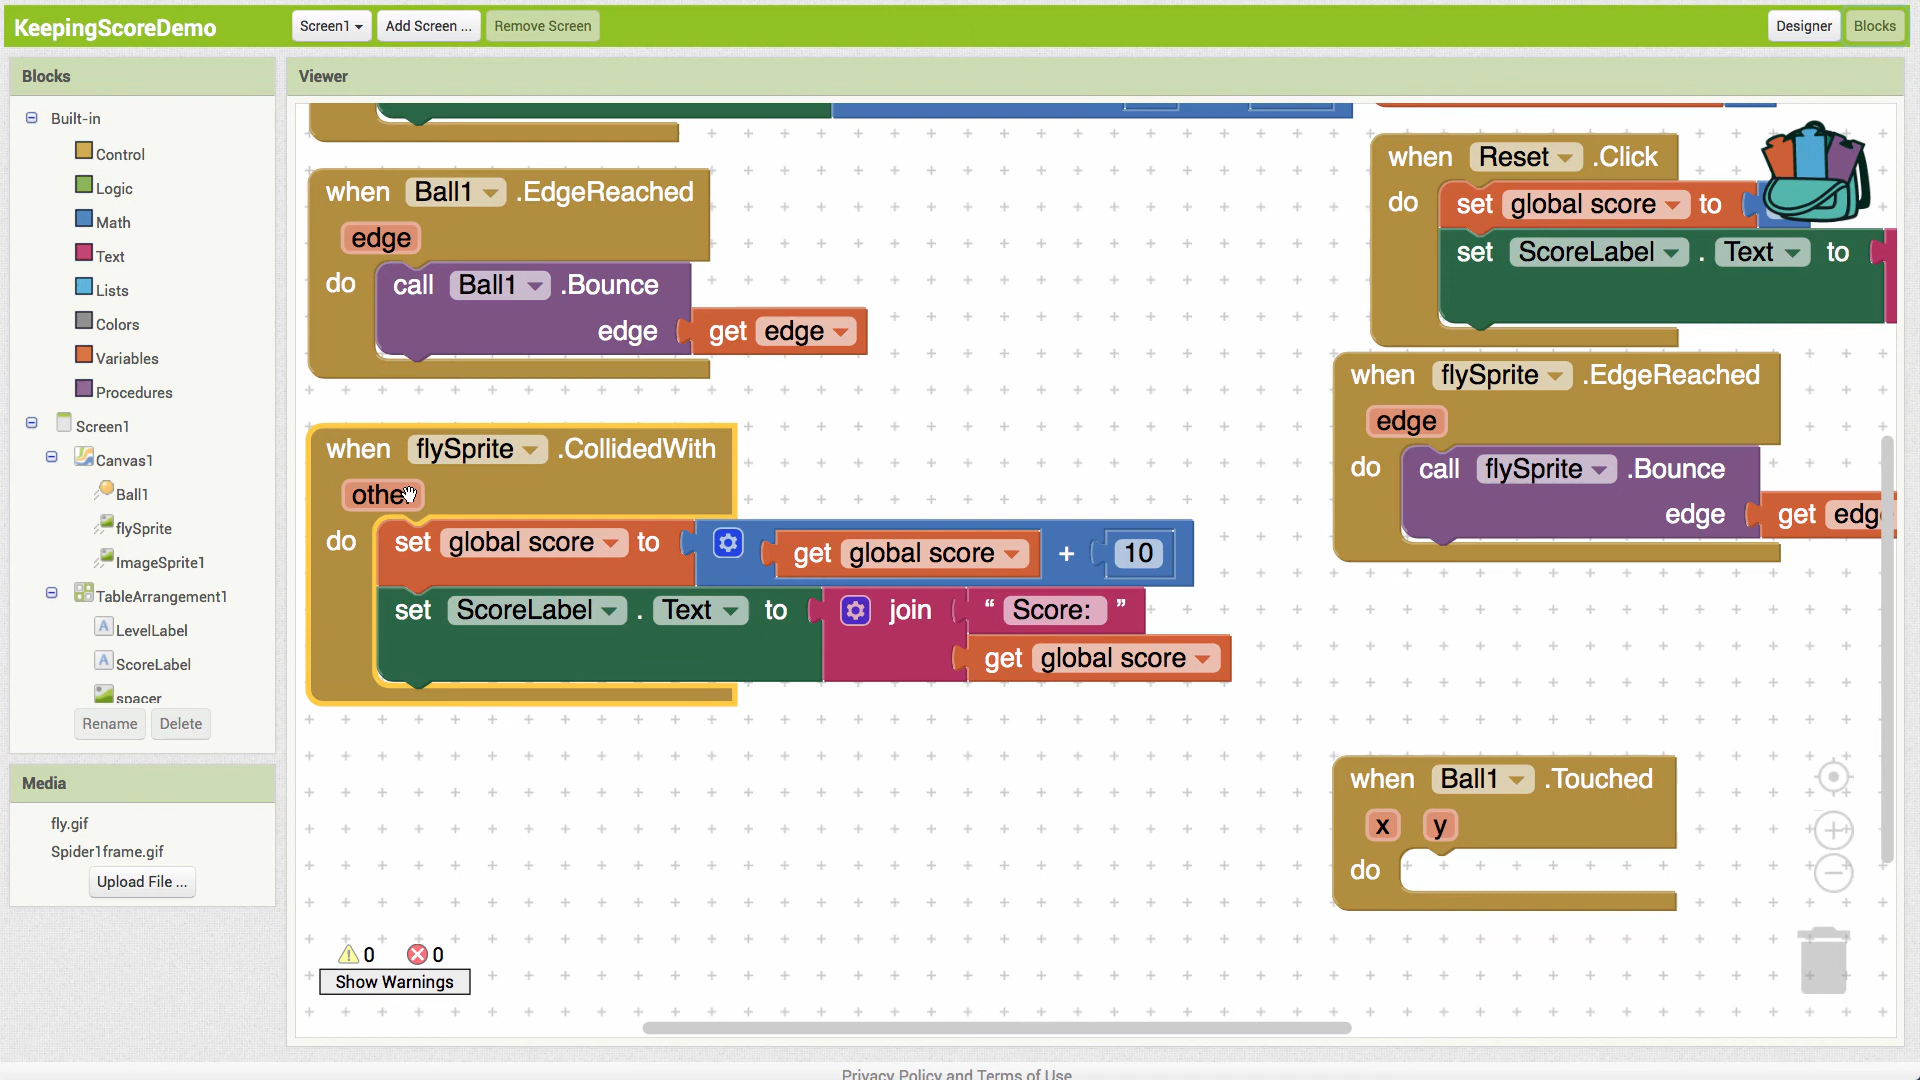 KeepingScoreDemo
Screen1
Add Screen ...
Remove Screen
Designer
Blocks
Blocks
Built-in
Control
Logic
Math
Text
Lists
Colors
Variables
Procedures
Screen1
Canvas1
Ball1
flySprite
ImageSprite1
TableArrangement1
LevelLabel
ScoreLabel
spacer
Rename
Delete
Media
fly.gif
Spider1frame.gif
Upload File ...
Viewer
when Ball1 .EdgeReached
edge
do call Ball1 .Bounce
edge get edge
when flySprite .CollidedWith
othe
do set global score to get global score + 10
set ScoreLabel . Text to join “ Score: ”
get global score
when Reset .Click
do set global score to
set ScoreLabel . Text to
when flySprite .EdgeReached
edge
do call flySprite .Bounce
edge get edge
when Ball1 .Touched
x y
do
0 0
Show Warnings
Privacy Policy and Terms of Use